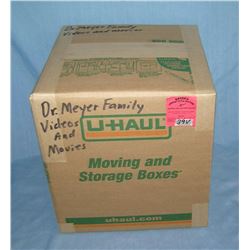 Dr. Meyer Family
Videos and movies
Dr. Meyer Family
Videos
And
Movies
U-HAUL
Moving and
Storage Boxes
uhaul.com